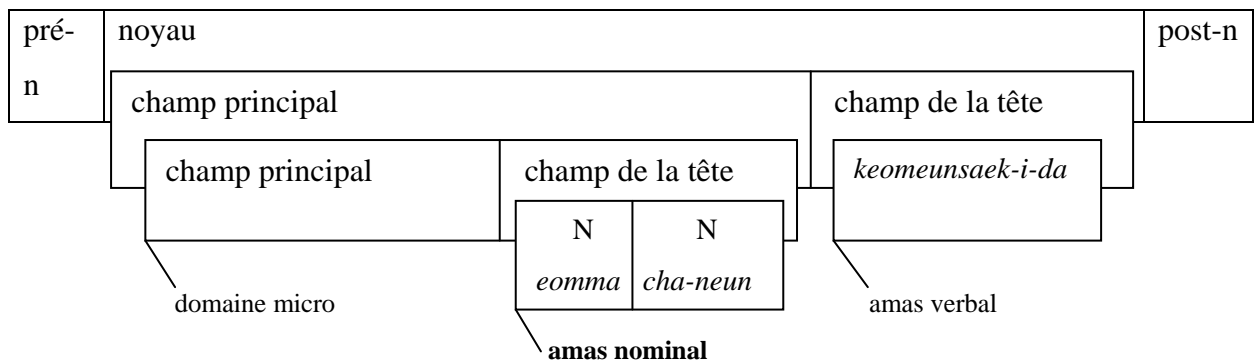 pré-
n
noyau
post-n
champ principal
champ de la tête
champ principal
champ de la tête
keomeunsaek-i-da
N
N
eomma
cha-neun
domaine micro
amas verbal
amas nominal